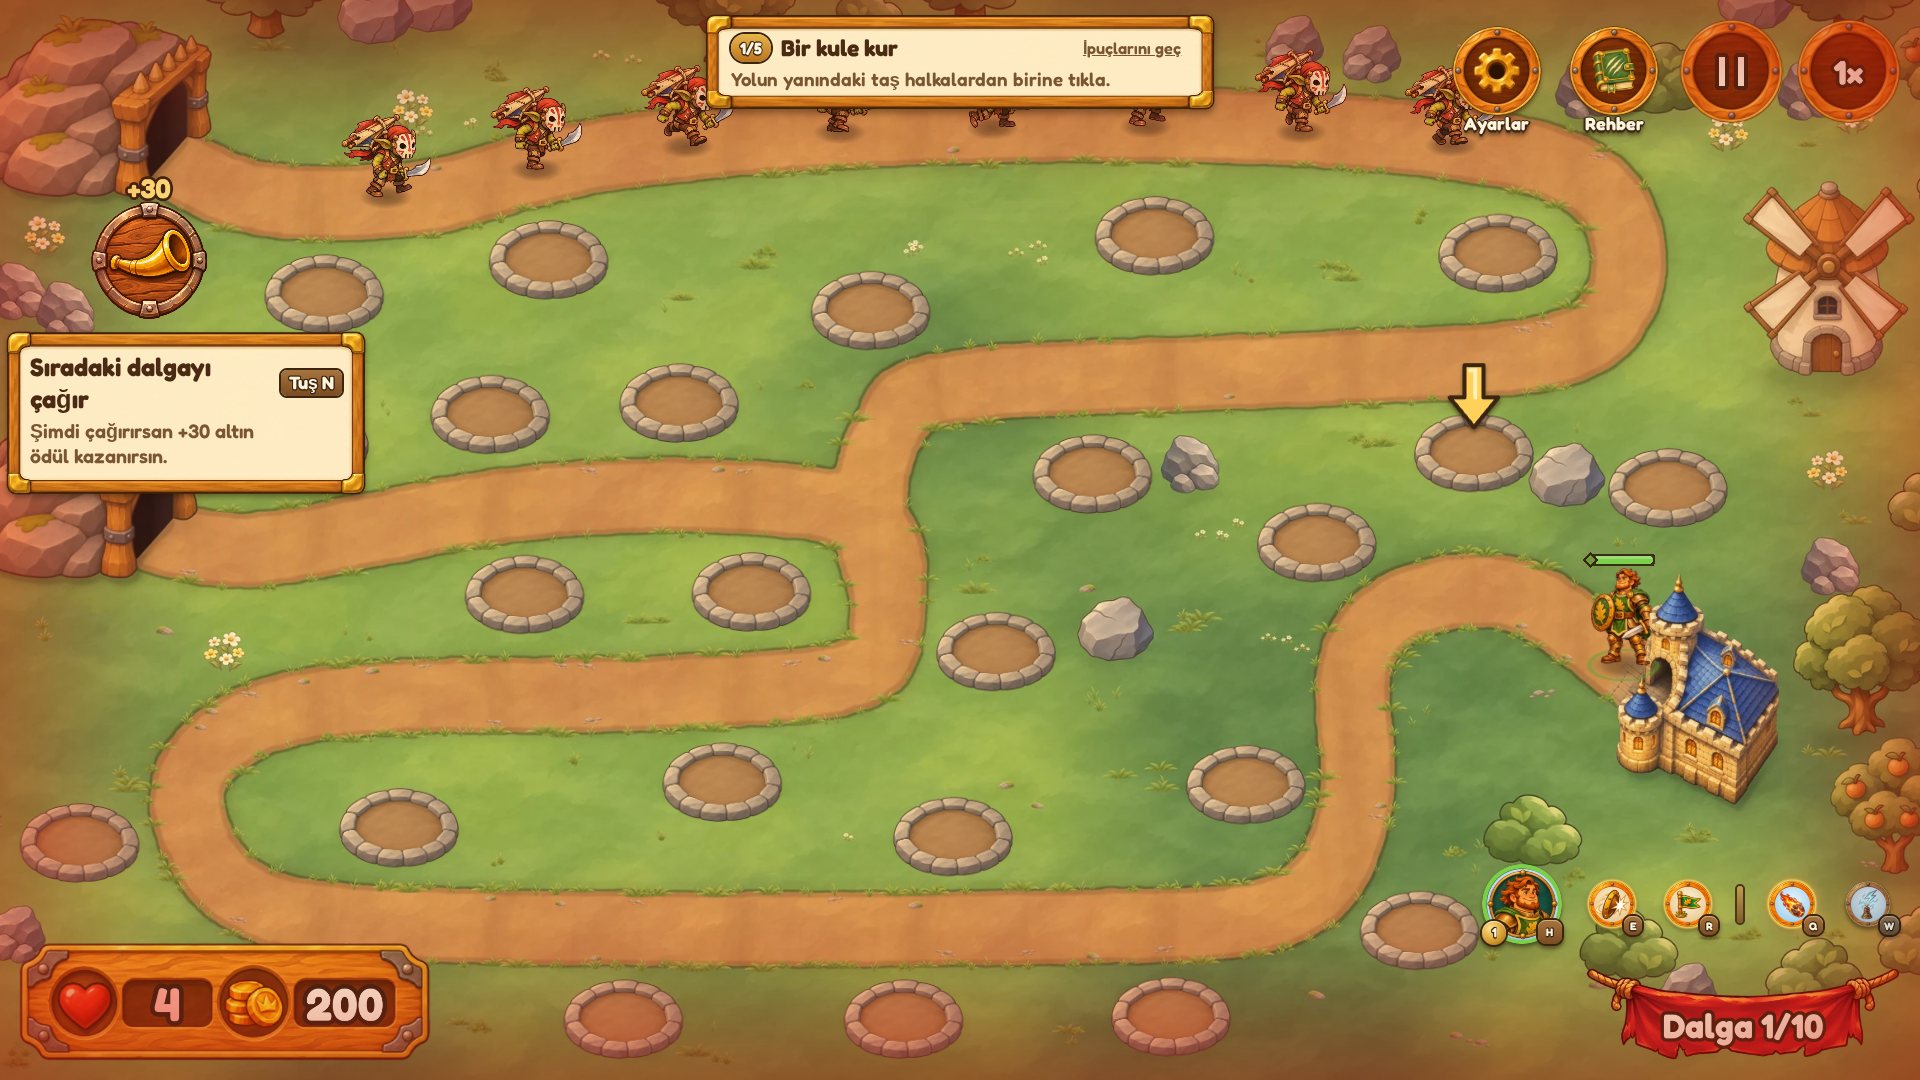 1/5 Bir kule kur İpuçlarını geç
Yolun yanındaki taş halkalardan birine tıkla.
1x
Ayarlar
Rehber
+30
Sıradaki dalgayı
çağır
Tuş N
Şimdi çağırırsan +30 altın
ödül kazanırsın.
1 H E R Q W
4 200
Dalga 1/10